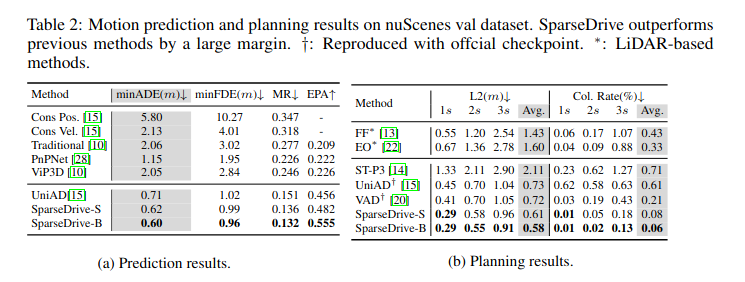 Table 2: Motion prediction and planning results on nuScenes val dataset. SparseDrive outperforms
previous methods by a large margin. †: Reproduced with offcial checkpoint. *: LiDAR-based
methods.
Method minADE(m)↓ minFDE(m)↓ MR↓ EPA↑
Cons Pos. [15] 5.80 10.27 0.347 -
Cons Vel. [15] 2.13 4.01 0.318 -
Traditional [10] 2.06 3.02 0.277 0.209
PnPNet [28] 1.15 1.95 0.226 0.222
ViP3D [10] 2.05 2.84 0.246 0.226
UniAD[15] 0.71 1.02 0.151 0.456
SparseDrive-S 0.62 0.99 0.136 0.482
SparseDrive-B 0.60 0.96 0.132 0.555
(a) Prediction results.
Method L2(m)↓ Col. Rate(%)↓
1s 2s 3s Avg. 1s 2s 3s Avg.
FF* [13] 0.55 1.20 2.54 1.43 0.06 0.17 1.07 0.43
EO* [22] 0.67 1.36 2.78 1.60 0.04 0.09 0.88 0.33
ST-P3 [14] 1.33 2.11 2.90 2.11 0.23 0.62 1.27 0.71
UniAD† [15] 0.45 0.70 1.04 0.73 0.62 0.58 0.63 0.61
VAD† [20] 0.41 0.70 1.05 0.72 0.03 0.19 0.43 0.21
SparseDrive-S 0.29 0.58 0.96 0.61 0.01 0.05 0.18 0.08
SparseDrive-B 0.29 0.55 0.91 0.58 0.01 0.02 0.13 0.06
(b) Planning results.